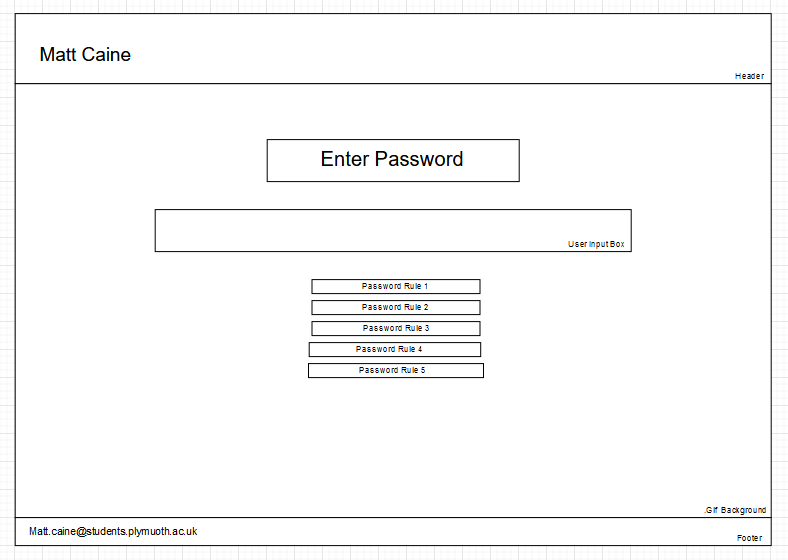 Matt Caine
Header
Enter Password
User Input Box
Password Rule 1
Password Rule 2
Password Rule 3
Password Rule 4
Password Rule 5
.Gif Background
Matt.caine@students.plymuoth.ac.uk
Footer